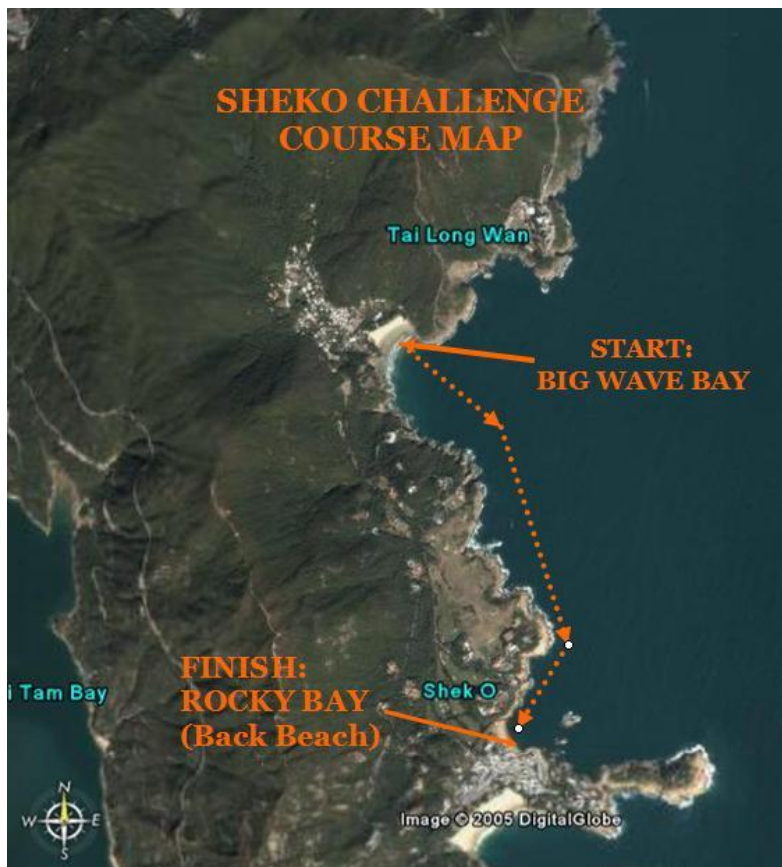 SHEKO CHALLENGE
COURSE MAP
Tai Long Wan
START:
BIG WAVE BAY
FINISH:
ROCKY BAY
(Back Beach)
i Tam Bay
Shek O
N
W E
S
Image © 2005 DigitalGlobe